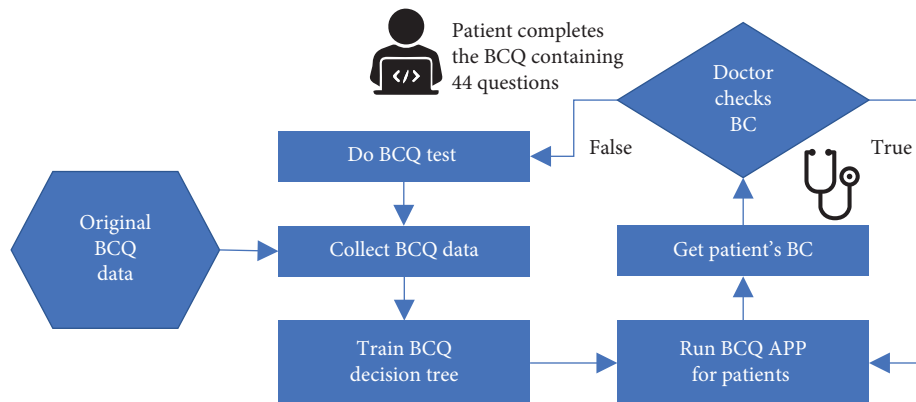 Patient completes
the BCQ containing
44 questions
Doctor
checks
BC
False
True
Do BCQ test
Original
BCQ
data
Collect BCQ data
Get patient's BC
Train BCQ
decision tree
Run BCQ APP
for patients